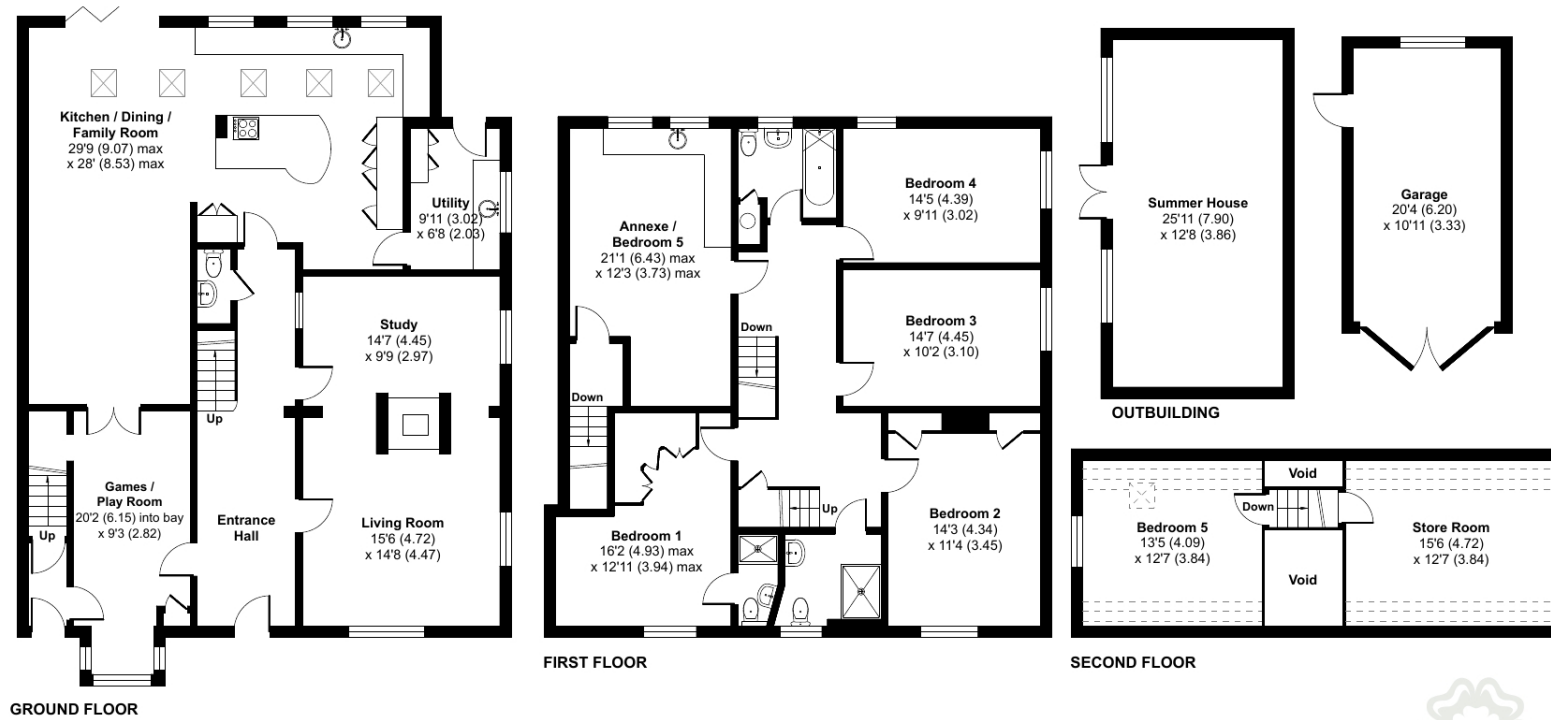 Kitchen / Dining /
Family Room
29'9 (9.07) max
x 28' (8.53) max
Utility
9'11 (3.02)
x 6'8 (2.03)
Study
14'7 (4.45)
x 9'9 (2.97)
Up
Games /
Play Room
20'2 (6.15) into bay
x 9'3 (2.82)
Up
Entrance
Hall
Living Room
15'6 (4.72)
x 14'8 (4.47)
GROUND FLOOR
Annexe /
Bedroom 5
21'1 (6.43) max
x 12'3 (3.73) max
Bedroom 4
14'5 (4.39)
x 9'11 (3.02)
Down
Bedroom 3
14'7 (4.45)
x 10'2 (3.10)
Down
Bedroom 1
16'2 (4.93) max
x 12'11 (3.94) max
Up
Bedroom 2
14'3 (4.34)
x 11'4 (3.45)
FIRST FLOOR
Summer House
25'11 (7.90)
x 12'8 (3.86)
Garage
20'4 (6.20)
x 10'11 (3.33)
OUTBUILDING
Void
Down
Bedroom 5
13'5 (4.09)
x 12'7 (3.84)
Store Room
15'6 (4.72)
x 12'7 (3.84)
Void
SECOND FLOOR